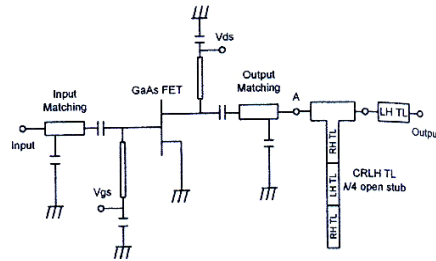 Vds
Input
Matching
GaAs FET
Output
Matching
A
LH TL
Input
Output
RH TL
CRLH TL
λ/4 open stub
LH TL
Vgs
RH TL